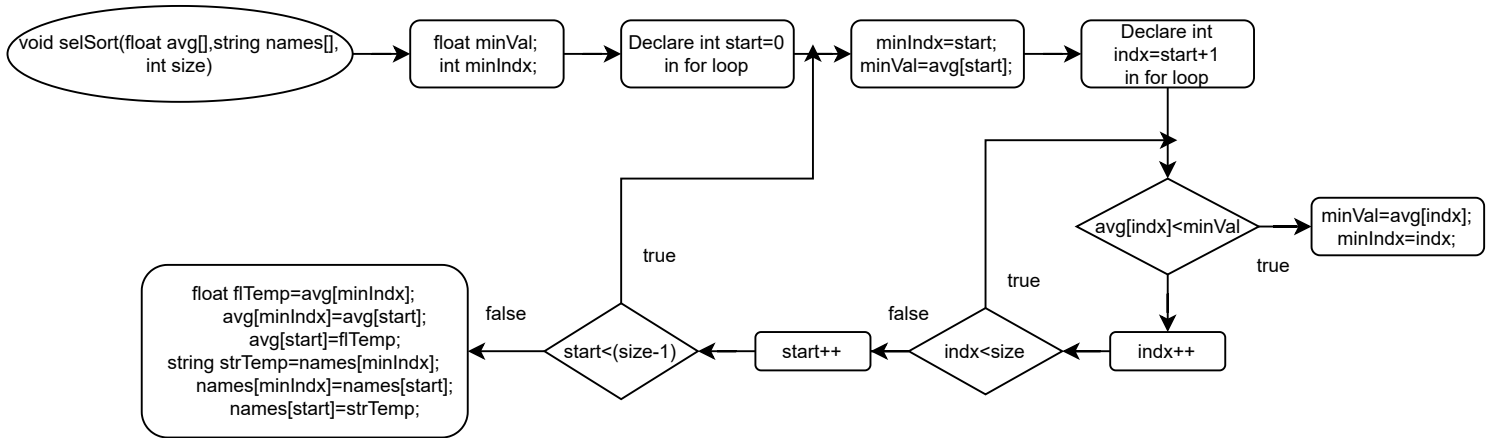 void selSort(float avg[],string names[],
int size)
float minVal;
int minIndx;
Declare int start=0
in for loop
minIndx=start;
minVal=avg[start];
Declare int
indx=start+1
in for loop
avg[indx]<minVal
true
minVal=avg[indx];
minIndx=indx;
indx++
indx<size
true
false
start++
start<(size-1)
true
false
float flTemp=avg[minIndx];
avg[minIndx]=avg[start];
avg[start]=flTemp;
string strTemp=names[minIndx];
names[minIndx]=names[start];
names[start]=strTemp;